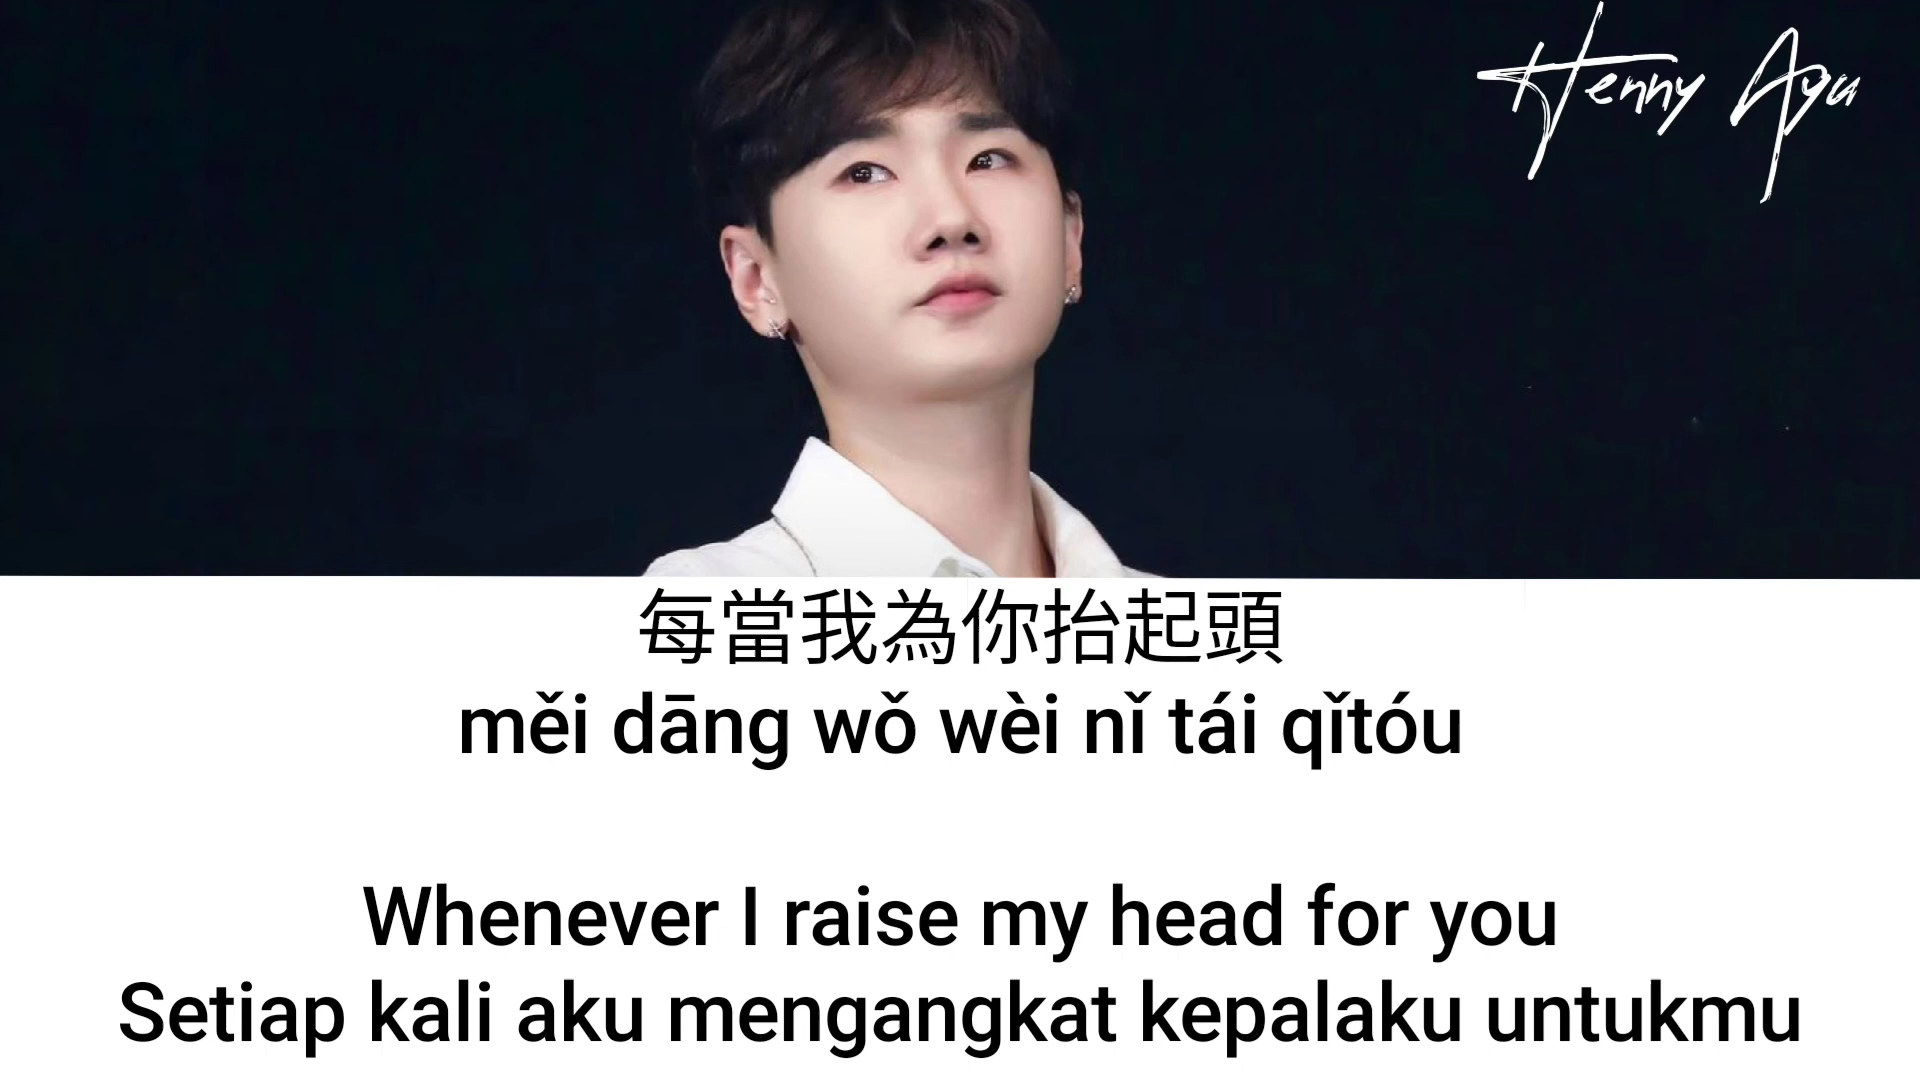 Henny Ayu
每當我為你抬起頭
měi dāng wǒ wèi nǐ tái qǐtóu
Whenever I raise my head for you
Setiap kali aku mengangkat kepalaku untukmu